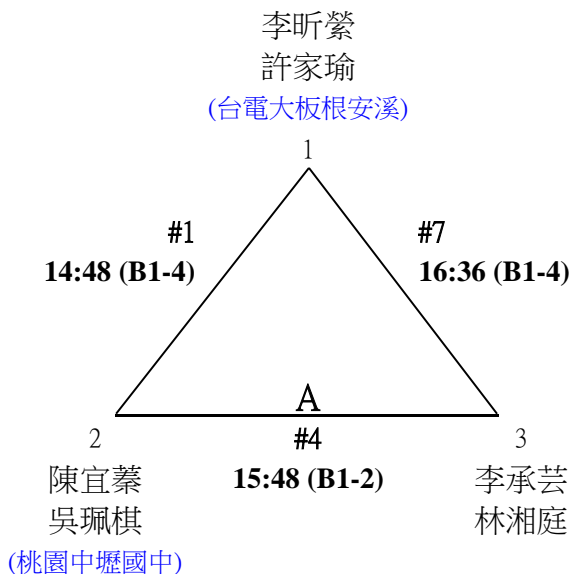 李昕縈
許家瑜
(台電大板根安溪)
1
#1
14:48 (B1-4)
#7
16:36 (B1-4)
A
2
#4
3
陳宜蓁
吳珮棋
(桃園中壢國中)
15:48 (B1-2)
李承芸
林湘庭